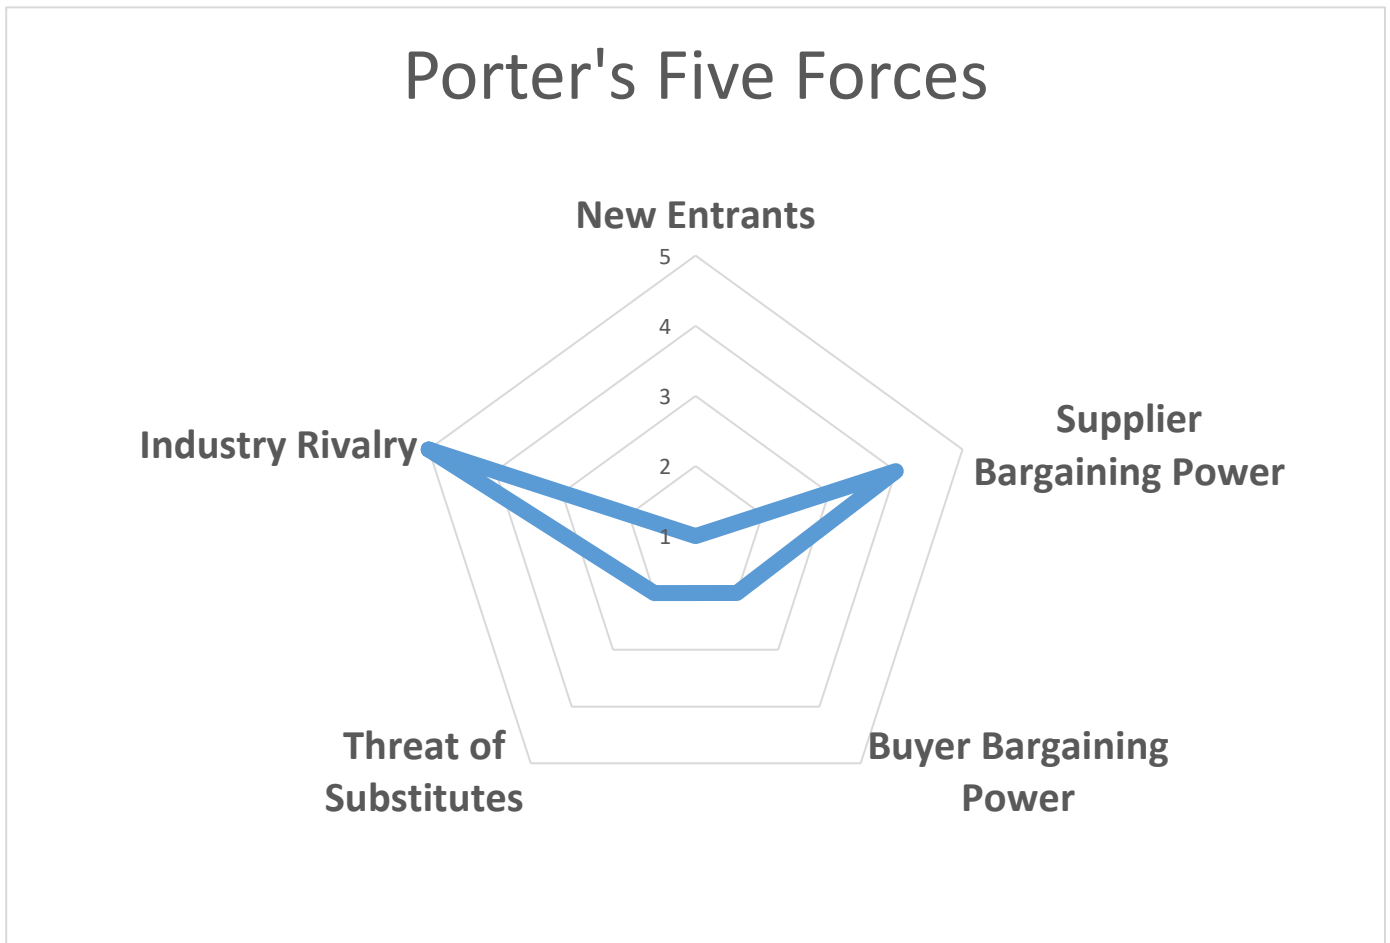 Porter's Five Forces
New Entrants
5
4
3
2
1
Supplier
Bargaining Power
Buyer Bargaining
Power
Threat of
Substitutes
Industry Rivalry